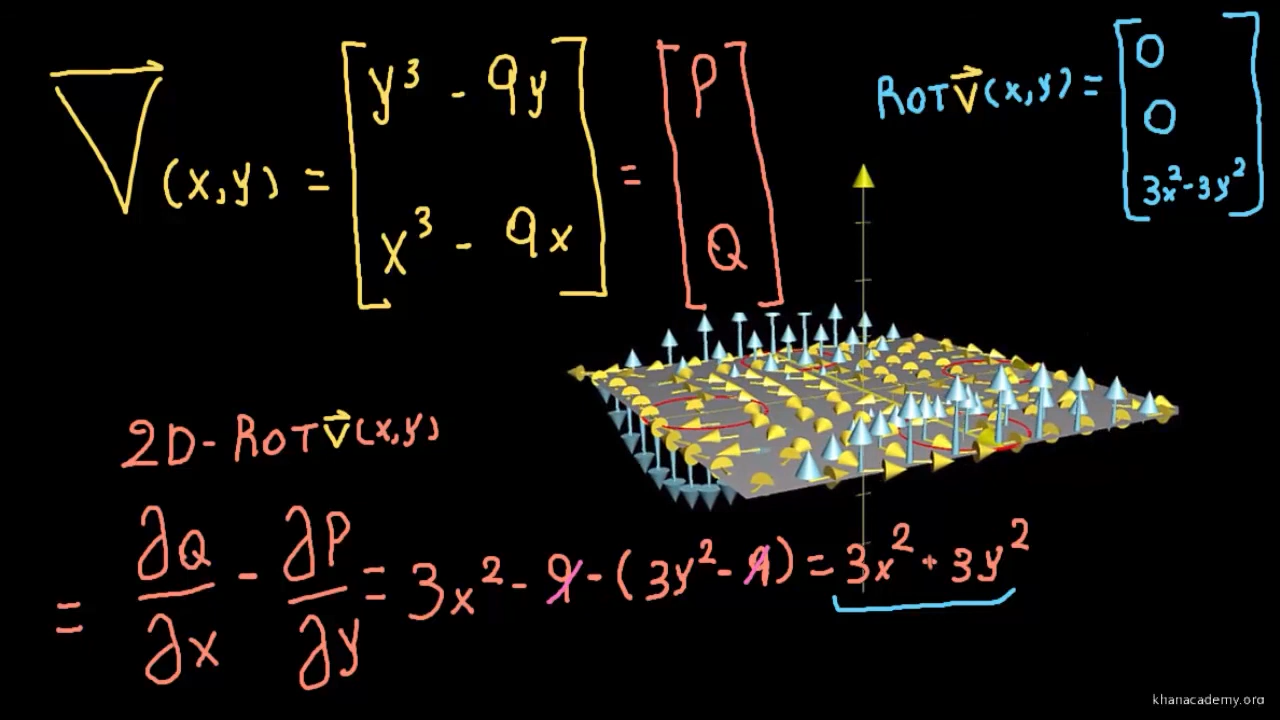 V⃗(x,y) = [y³ - 9y; x³ - 9x] = [P; Q]
ROT v⃗(x,y) = [0; 0; 3x²-3y²]
2D-ROT v⃗(x,y)
= ∂Q/∂x - ∂P/∂y = 3x² - 9 - (3y² - 9) = 3x² + 3y²
khanacademy.org